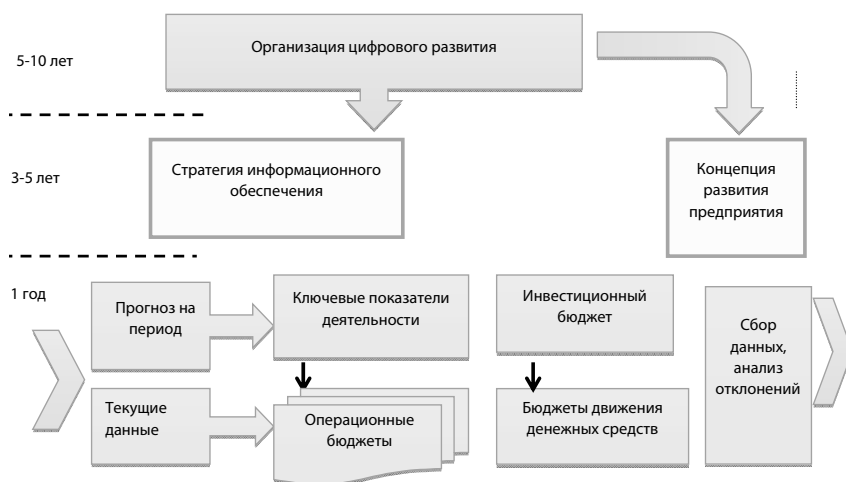 Организация цифрового развития
5-10 лет
3-5 лет
Стратегия информационного
обеспечения
Концепция
развития
предприятия
1 год
Прогноз на
период
Ключевые показатели
деятельности
Инвестиционный
бюджет
Сбор
данных,
анализ
отклонений
Текущие
данные
Операционные
бюджеты
Бюджеты движения
денежных средств